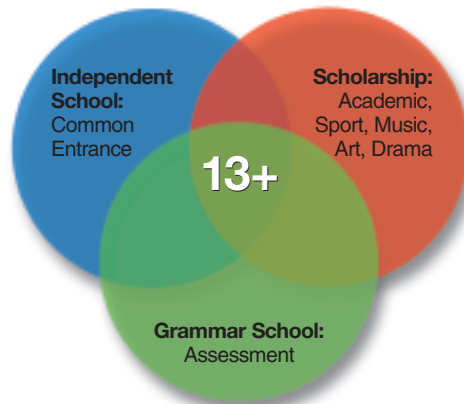 Independent
School:
Common
Entrance
Scholarship:
Academic,
Sport, Music,
Art, Drama
13+
Grammar School:
Assessment